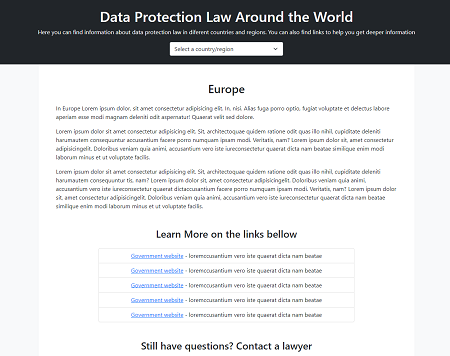 Data Protection Law Around the World
Here you can find information about data protection law in diferent countries and regions. You can also find links to help you get deeper information
Select a country/region
Europe
In Europe Lorem ipsum dolor, sit amet consectetur adipisicing elit. In, nisi. Alias fuga porro optio, fugiat voluptate et delectus labore
aperiam esse modi magnam deleniti odit aspernatur! Quaerat velit sed dolore.
Lorem ipsum dolor sit amet consectetur adipisicing elit. Sit, architectoquae quidem ratione odit quas illo nihil, cupiditate deleniti
harumautem consequuntur accusantium facere porro numquam ipsam modi. Veritatis, nam? Lorem ipsum dolor sit amet consectetur
adipisicingelit. Doloribus veniam quia animi, accusantium vero iste iureconsectetur quaerat dicta nam beatae similique enim modi
laborum minus et ut voluptate facilis.
Lorem ipsum dolor sit amet consectetur adipisicing elit. Sit, architectoquae quidem ratione odit quas illo nihil, cupiditate deleniti
harumautem consequuntur tis, nam? Lorem ipsum dolor sit amet consectetur adipisicingelit. Doloribus veniam quia animi,
accusantium vero iste iureconsectetur quaerat dictaccusantium facere porro numquam ipsam modi. Veritatis, nam? Lorem ipsum dolor
sit amet consectetur adipisicingelit. Doloribus veniam quia animi, accusantium vero iste iureconsectetur quaerat dicta nam beatae
similique enim modi laborum minus et ut voluptate facilis.
Learn More on the links bellow
Government website - loremccusantium vero iste quaerat dicta nam beatae
Government website - loremccusantium vero iste quaerat dicta nam beatae
Government website - loremccusantium vero iste quaerat dicta nam beatae
Government website - loremccusantium vero iste quaerat dicta nam beatae
Government website - loremccusantium vero iste quaerat dicta nam beatae
Still have questions? Contact a lawyer